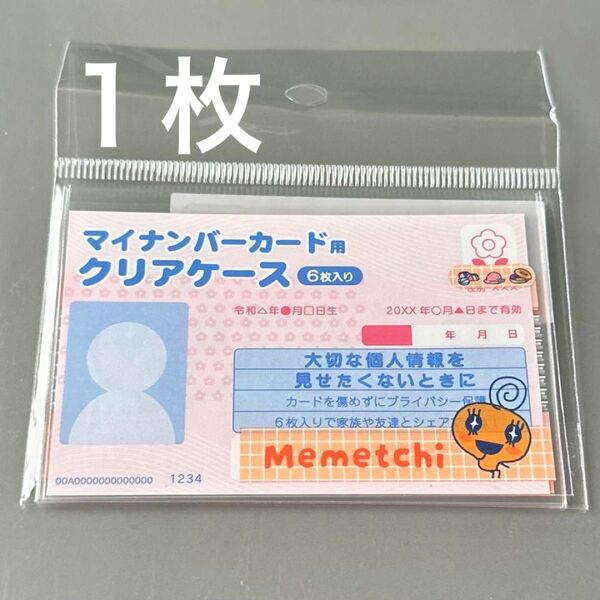 1枚
マイナンバーカード用
クリアケース 6枚入り
令和△年●月□日生
20XX年○月▲日まで有効
年 月 日
大切な個人情報を
見せたくないときに
カードを傷めずにプライバシー保護
6枚入りで家族や友達とシェア
Memetchi
00A0000000000000 1234